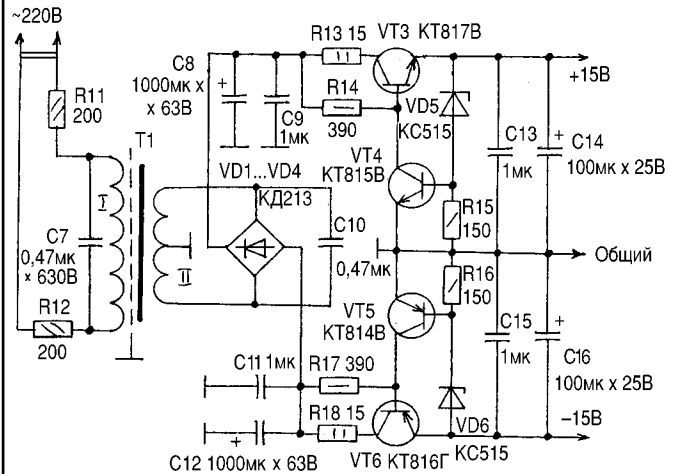 ~220В
R11
200
C7
0,47мк
х 630В
R12
200
T1
I
II
C8
1000мк
х 63В
+
C9
1мк
R13 15
R14
390
VT3 КТ817В
VD5
КС515
VT4
КТ815В
VD1...VD4
КД213
C10
0,47мк
R15
150
R16
150
C13
1мк
+
C14
100мк х 25В
+15В
Общий
VT5
КТ814В
C15
1мк
+
C16
100мк х 25В
C11 1мк
R17 390
R18 15
+
C12 1000мк х 63В
VT6 КТ816Г
VD6
КС515
–15В